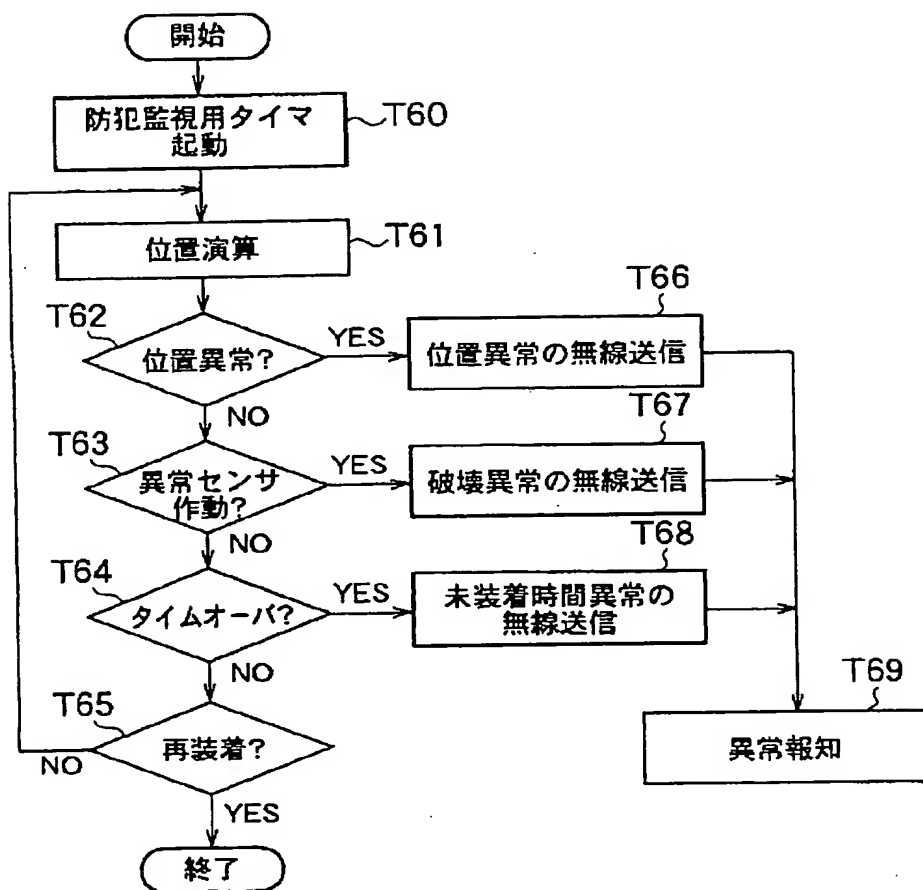 開始
防犯監視用タイマ
起動
T60
位置演算
T61
T62
位置異常?
YES
NO
T66
位置異常の無線送信
T63
異常センサ
作動?
YES
NO
T67
破壊異常の無線送信
T64
タイムオーバ?
YES
NO
T68
未装着時間異常の
無線送信
T65
再装着?
NO
YES
T69
異常報知
終了